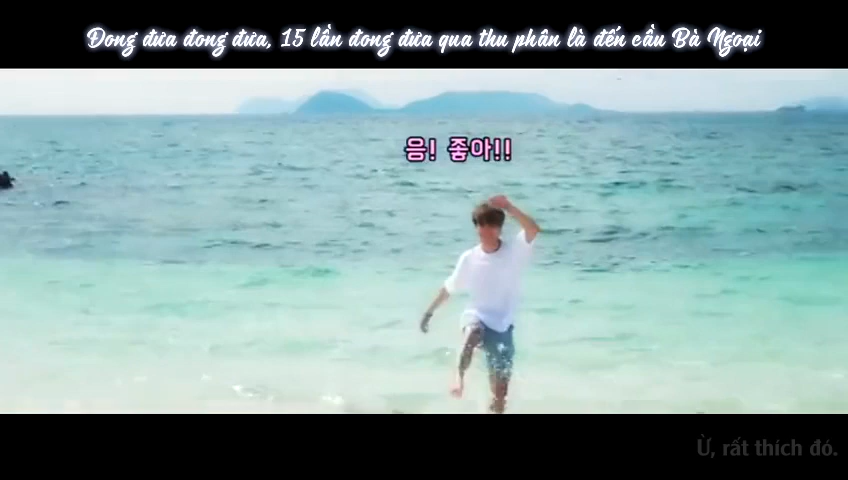 Đong đưa đong đưa, 15 lần đong đưa qua thu phân là đến cầu Bà Ngoại
응! 좋아!!
Ừ, rất thích đó.